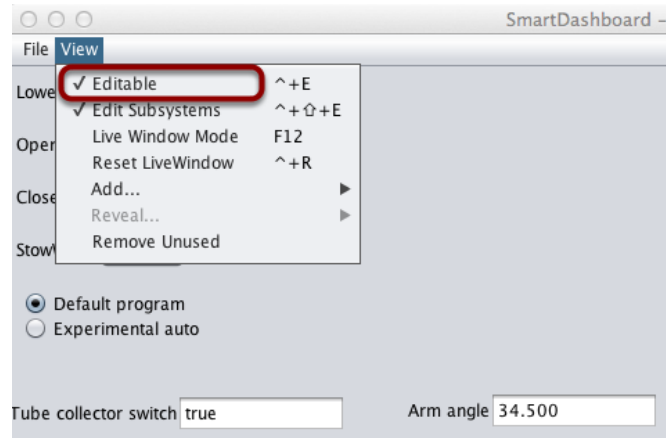 SmartDashboard –
File View
✓ Editable ^+E
✓ Edit Subsystems ^+⇧+E
Live Window Mode F12
Reset LiveWindow ^+R
Add... ▶
Reveal... ▶
Remove Unused
Lowe
Oper
Close
Stow
Default program
Experimental auto
Tube collector switch true
Arm angle 34.500